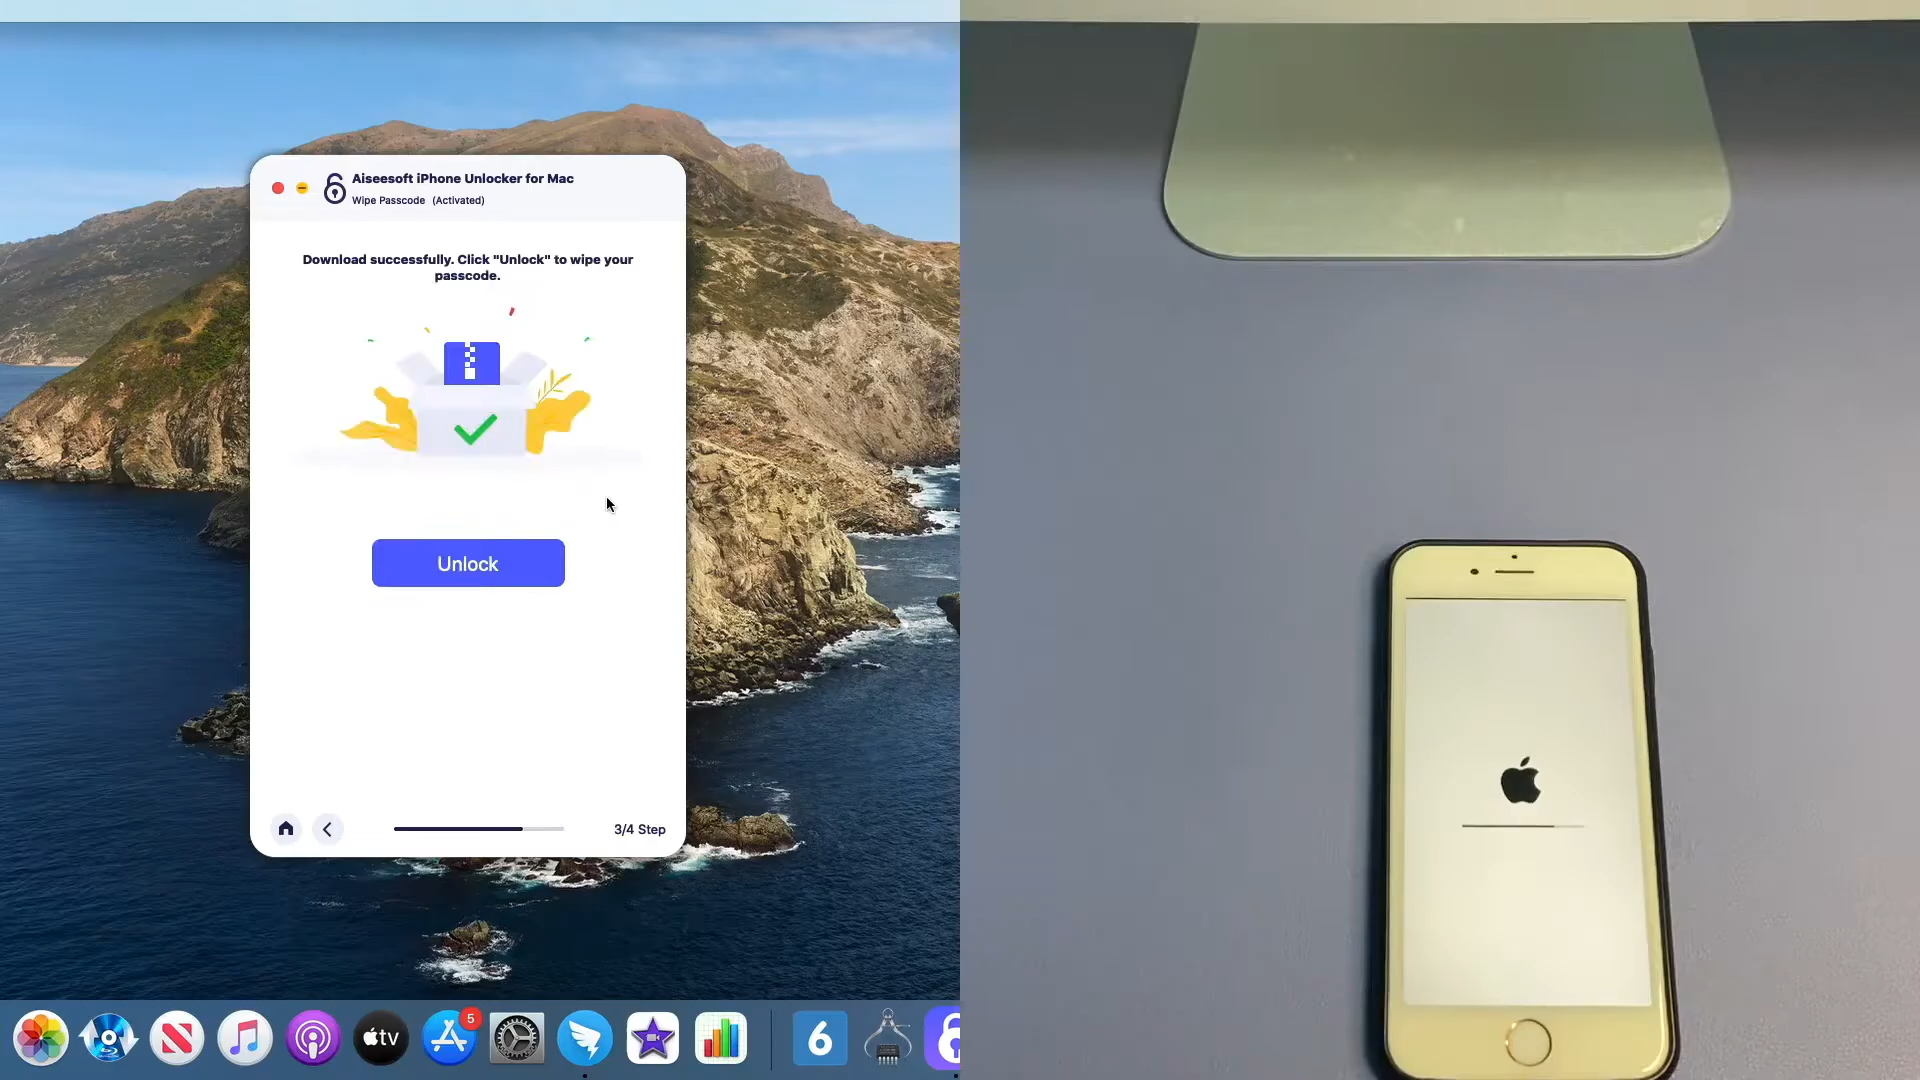 Aiseesoft iPhone Unlocker for Mac
Wipe Passcode (Activated)
Download successfully. Click "Unlock" to wipe your
passcode.
Unlock
3/4 Step
5
tv
6